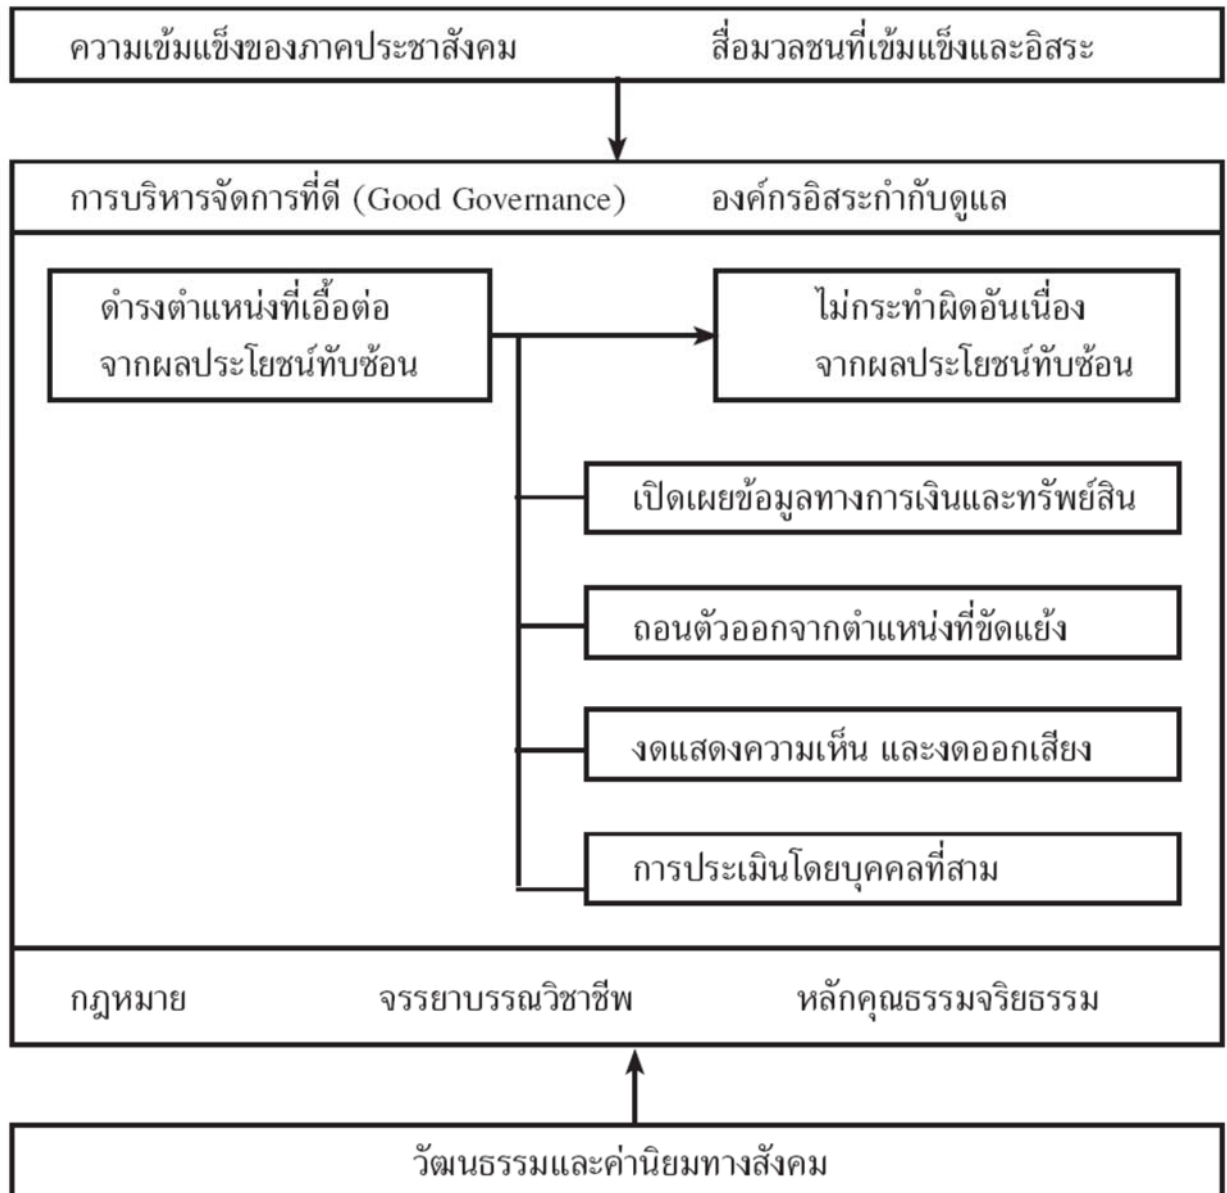 ความเข้มแข็งของภาคประชาสังคม สื่อมวลชนที่เข้มแข็งและอิสระ
การบริหารจัดการที่ดี (Good Governance) องค์กรอิสระกำกับดูแล
ดำรงตำแหน่งที่เอื้อต่อ
จากผลประโยชน์ทับซ้อน
ไม่กระทำผิดอันเนื่อง
จากผลประโยชน์ทับซ้อน
เปิดเผยข้อมูลทางการเงินและทรัพย์สิน
ถอนตัวออกจากตำแหน่งที่ขัดแย้ง
งดแสดงความเห็น และงดออกเสียง
การประเมินโดยบุคคลที่สาม
กฎหมาย จรรยาบรรณวิชาชีพ หลักคุณธรรมจริยธรรม
วัฒนธรรมและค่านิยมทางสังคม